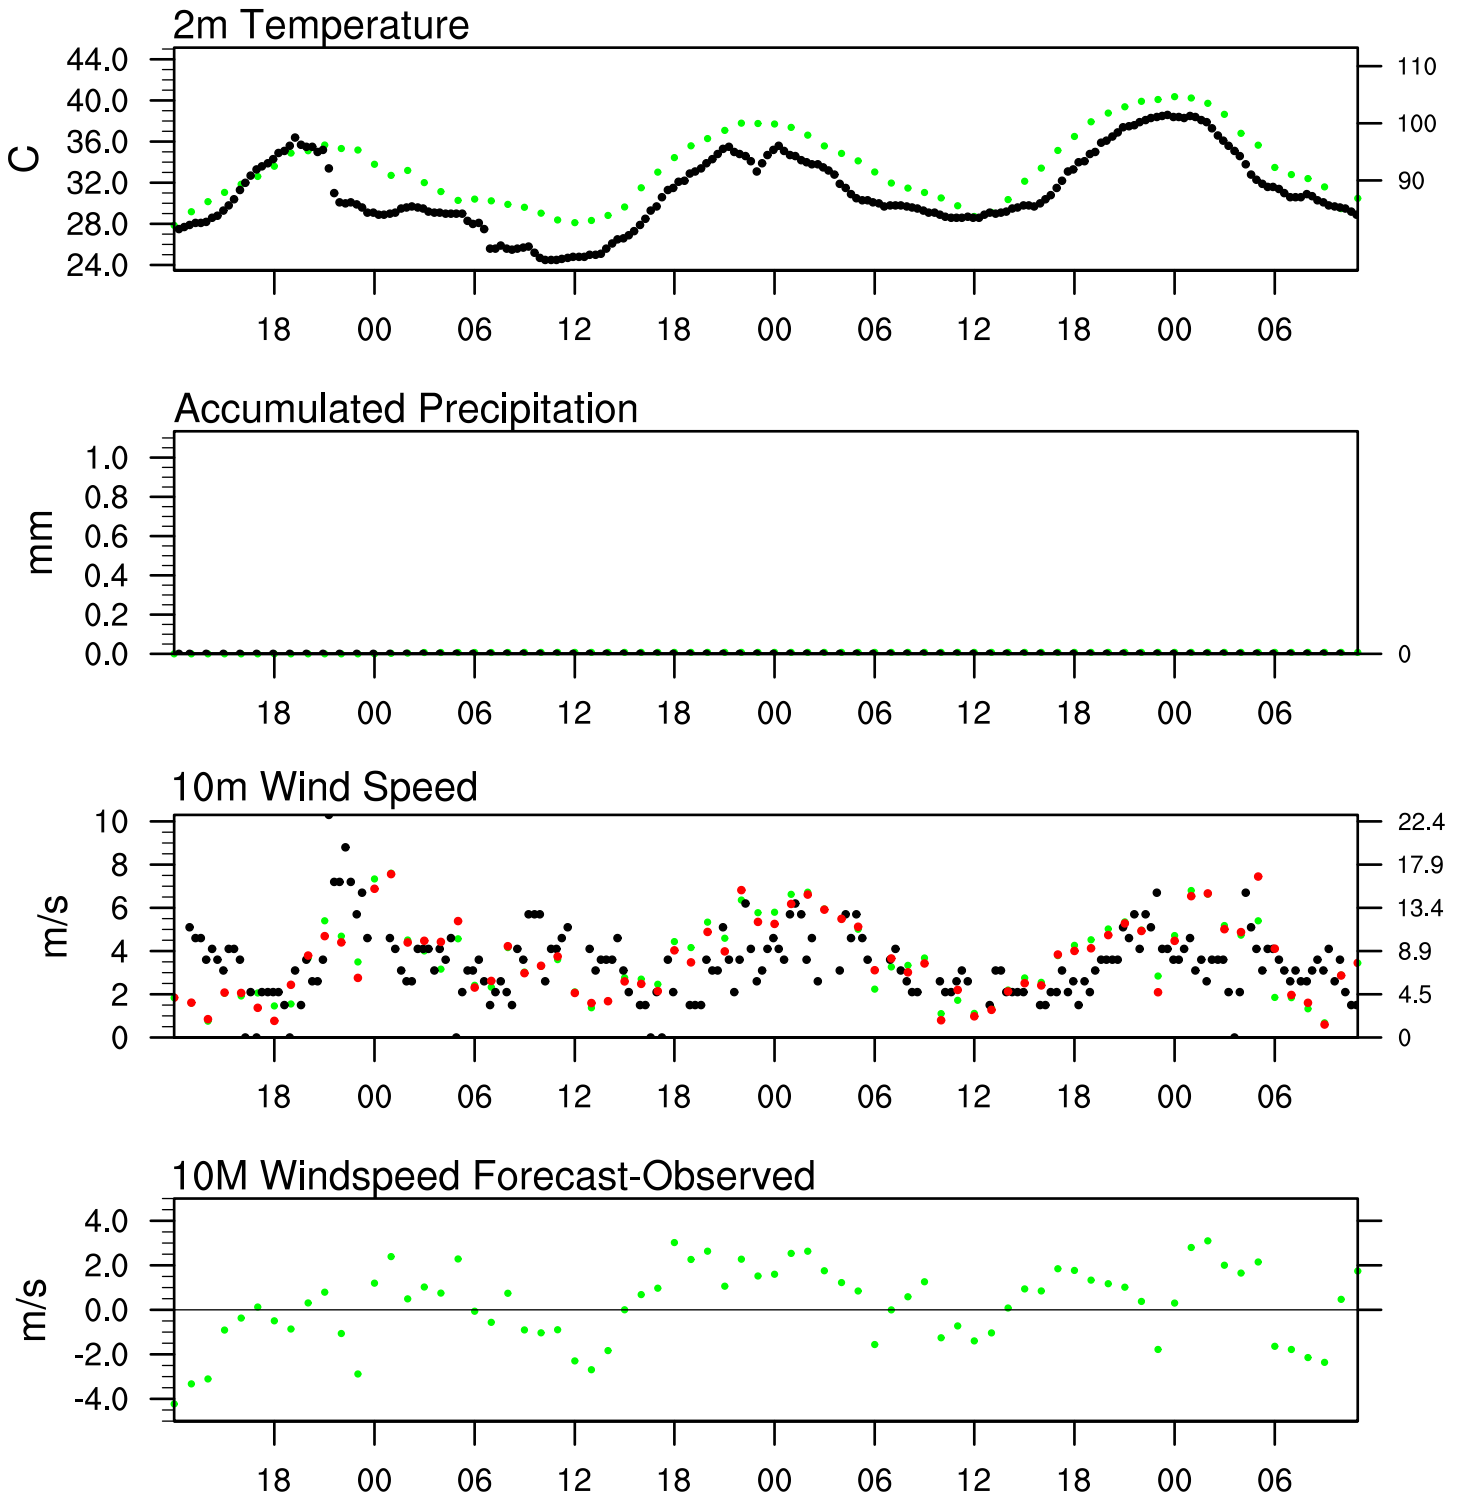 2m Temperature
44.0
40.0
36.0
32.0
28.0
24.0
C
110
100
90
18 00 06 12 18 00 06 12 18 00 06
Accumulated Precipitation
1.0
0.8
0.6
0.4
0.2
0.0
mm
0
18 00 06 12 18 00 06 12 18 00 06
10m Wind Speed
10
8
6
4
2
0
m/s
22.4
17.9
13.4
8.9
4.5
0
18 00 06 12 18 00 06 12 18 00 06
10M Windspeed Forecast-Observed
4.0
2.0
0.0
-2.0
-4.0
m/s
18 00 06 12 18 00 06 12 18 00 06